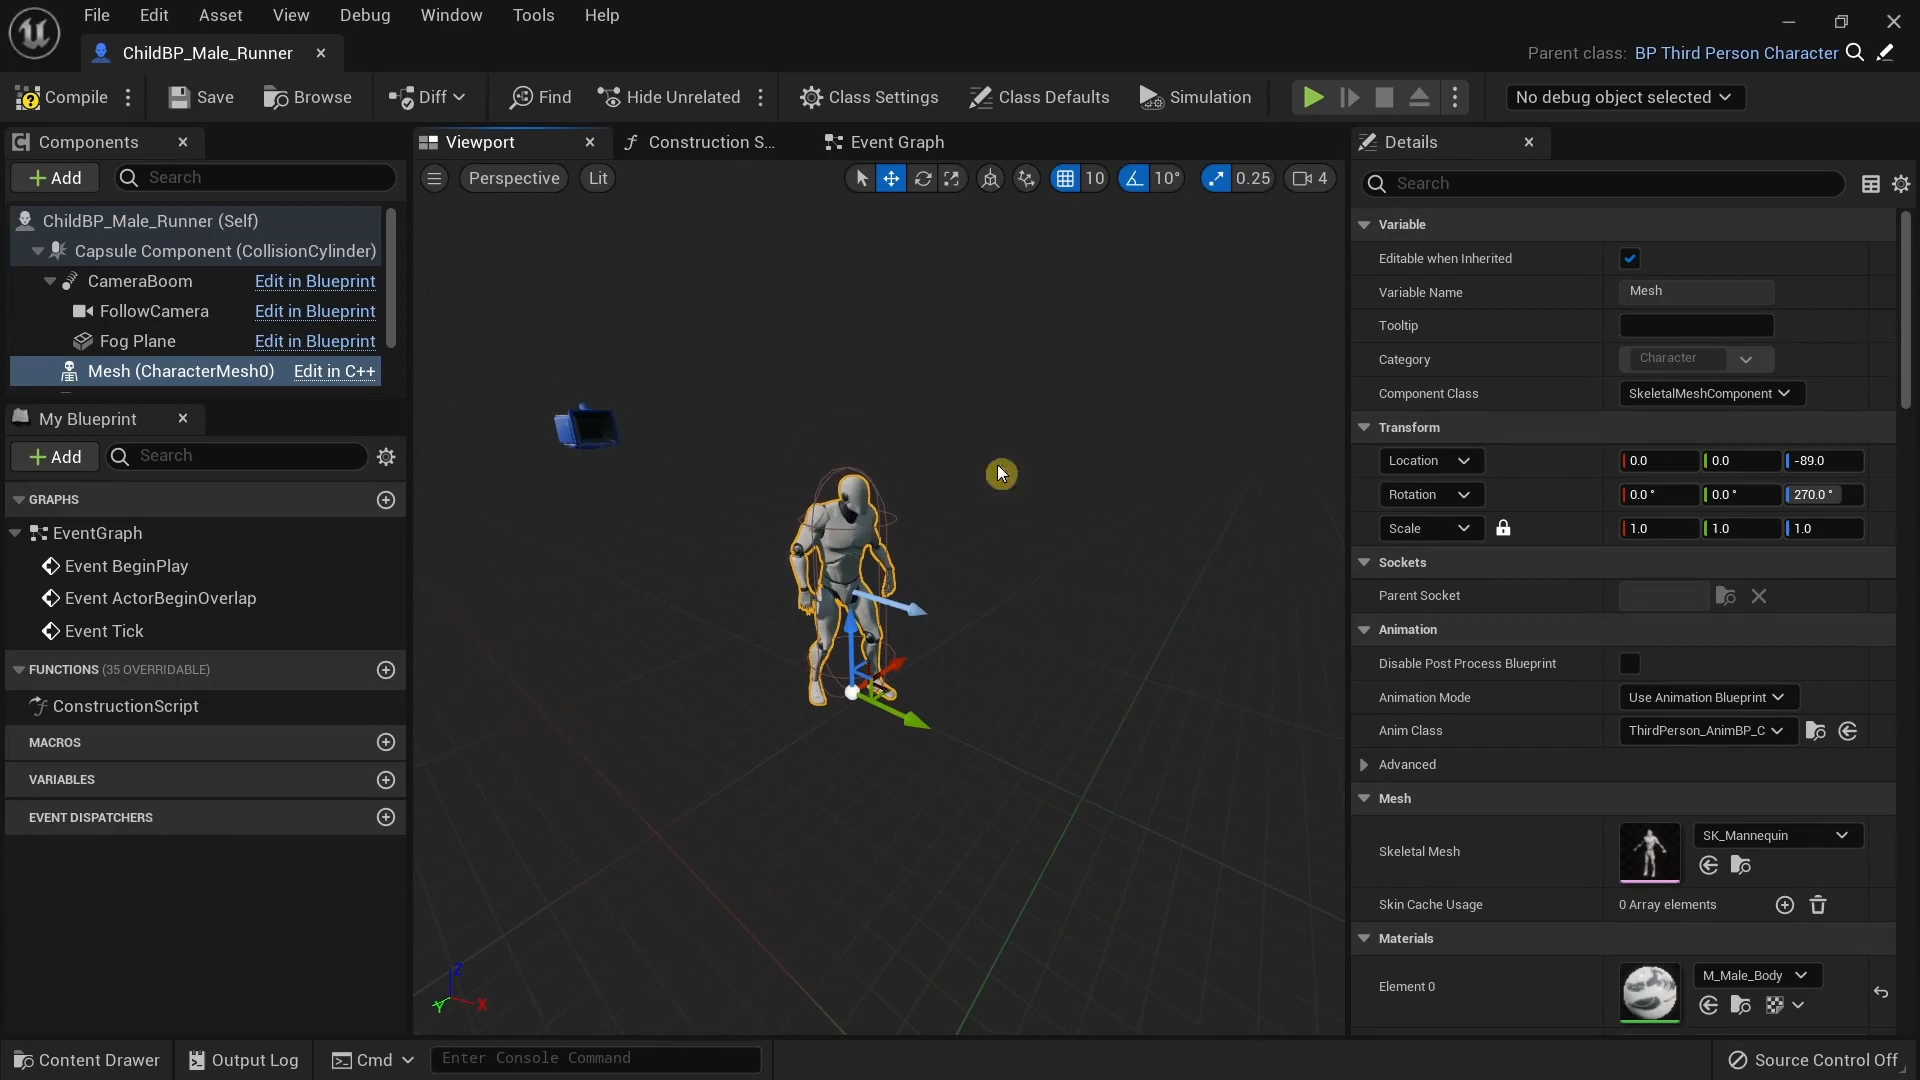 File Edit Asset View Debug Window Tools Help
ChildBP_Male_Runner
Parent class: BP Third Person Character
Compile Save Browse Diff Find Hide Unrelated Class Settings Class Defaults Simulation No debug object selected
Components
Add Search
ChildBP_Male_Runner (Self)
Capsule Component (CollisionCylinder)
CameraBoom Edit in Blueprint
FollowCamera Edit in Blueprint
Fog Plane Edit in Blueprint
Mesh (CharacterMesh0) Edit in C++
My Blueprint
Add Search
GRAPHS
EventGraph
Event BeginPlay
Event ActorBeginOverlap
Event Tick
FUNCTIONS (35 OVERRIDABLE)
ConstructionScript
MACROS
VARIABLES
EVENT DISPATCHERS
Viewport Construction S... Event Graph
Perspective Lit 10 10° 0.25 4
Z
Y X
Details
Search
Variable
Editable when Inherited
Variable Name Mesh
Tooltip
Category Character
Component Class SkeletalMeshComponent
Transform
Location 0.0 0.0 -89.0
Rotation 0.0 ° 0.0 ° 270.0 °
Scale 1.0 1.0 1.0
Sockets
Parent Socket
Animation
Disable Post Process Blueprint
Animation Mode Use Animation Blueprint
Anim Class ThirdPerson_AnimBP_C
Advanced
Mesh
Skeletal Mesh SK_Mannequin
Skin Cache Usage 0 Array elements
Materials
Element 0 M_Male_Body
Content Drawer Output Log Cmd Enter Console Command Source Control Off